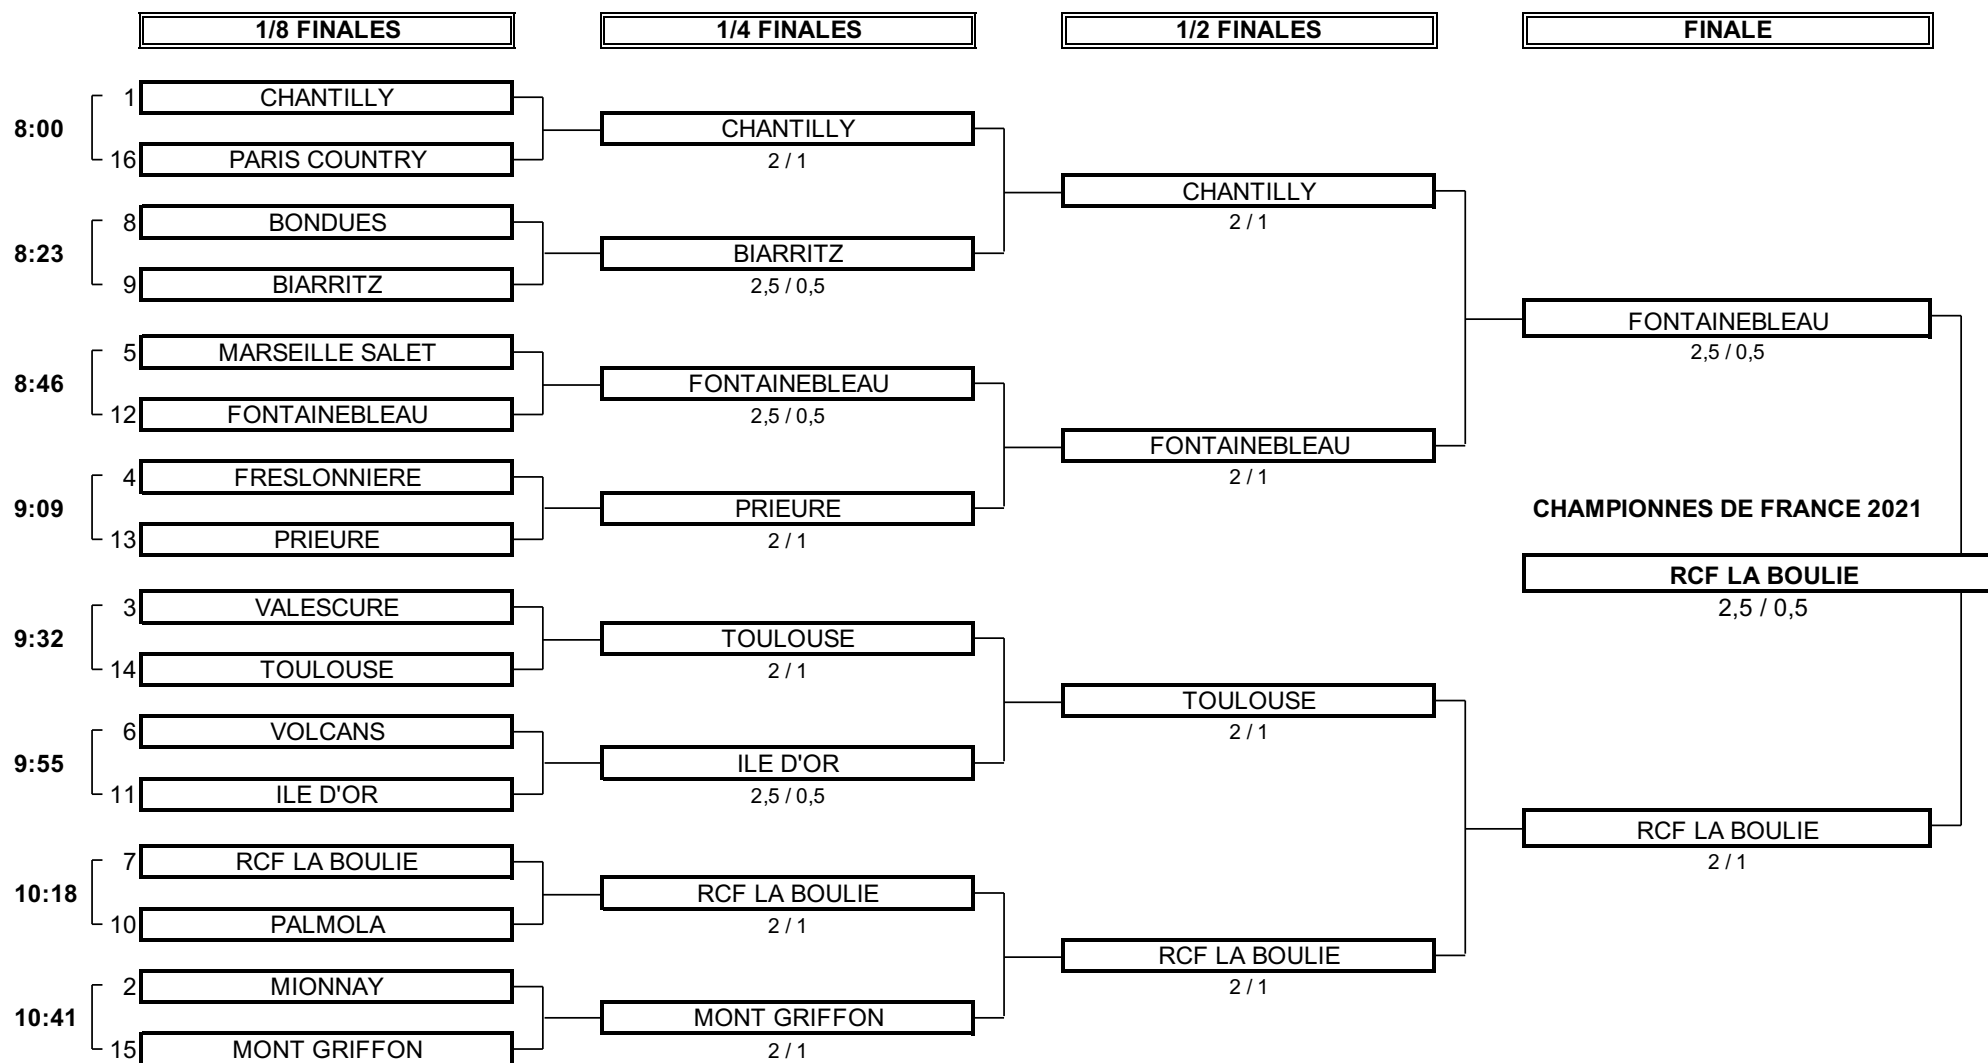 1/8 FINALES
1/4 FINALES
1/2 FINALES
FINALE
8:00
1 CHANTILLY
16 PARIS COUNTRY
8:23
8 BONDUES
9 BIARRITZ
8:46
5 MARSEILLE SALET
12 FONTAINEBLEAU
9:09
4 FRESLONNIERE
13 PRIEURE
9:32
3 VALESCURE
14 TOULOUSE
9:55
6 VOLCANS
11 ILE D'OR
10:18
7 RCF LA BOULIE
10 PALMOLA
10:41
2 MIONNAY
15 MONT GRIFFON
CHANTILLY
2 / 1
BIARRITZ
2,5 / 0,5
FONTAINEBLEAU
2,5 / 0,5
PRIEURE
2 / 1
TOULOUSE
2 / 1
ILE D'OR
2,5 / 0,5
RCF LA BOULIE
2 / 1
MONT GRIFFON
2 / 1
CHANTILLY
2 / 1
FONTAINEBLEAU
2 / 1
TOULOUSE
2 / 1
RCF LA BOULIE
2 / 1
FONTAINEBLEAU
2,5 / 0,5
CHAMPIONNES DE FRANCE 2021
RCF LA BOULIE
2,5 / 0,5
RCF LA BOULIE
2 / 1